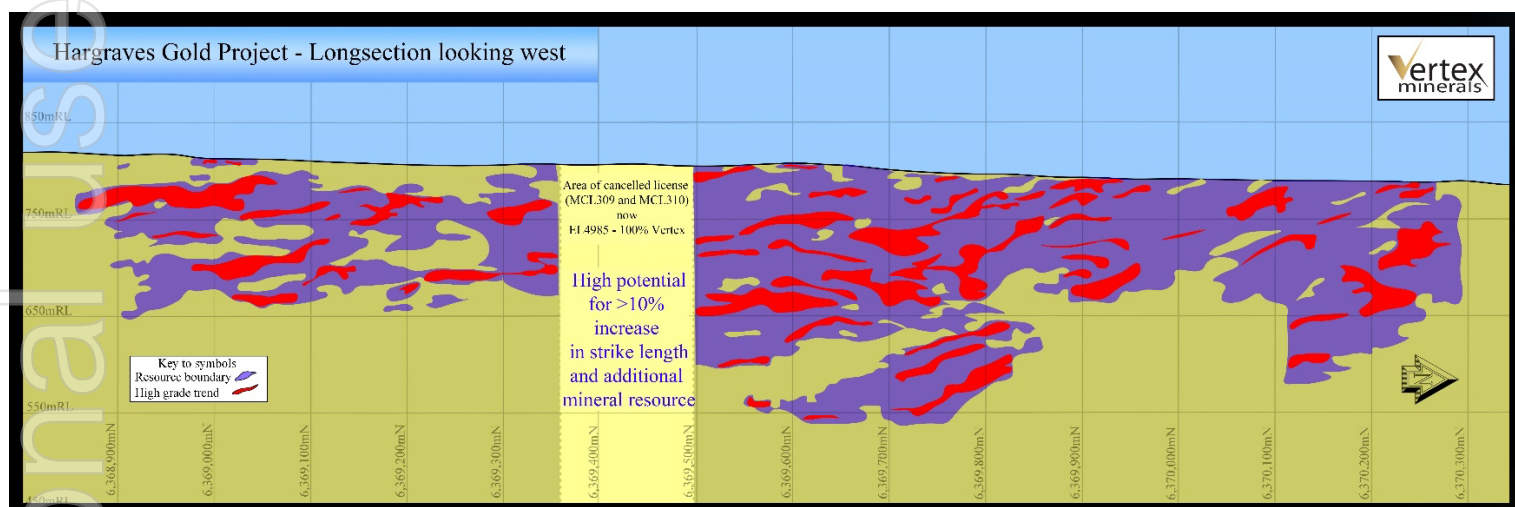 Hargraves Gold Project - Longsection looking west
Vertex
minerals
850mRL
Area of cancelled license
(MCL309 and MCL310)
now
EL4985 - 100% Vertex
750mRL
High potential
for >10%
increase
in strike length
and additional
mineral resource
650mRL
Key to symbols
Resource boundary
High grade trend
N
550mRL
6,368,900mN
6,369,000mN
6,369,100mN
6,369,200mN
6,369,300mN
6,369,400mN
6,369,500mN
6,369,600mN
6,369,700mN
6,369,800mN
6,369,900mN
6,370,000mN
6,370,100mN
6,370,200mN
6,370,300mN
450mRL
onal use